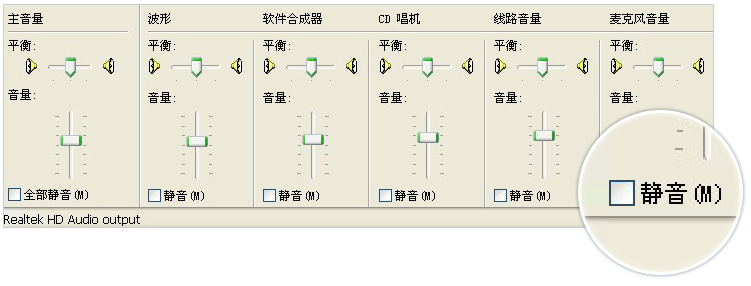 主音量
波形
软件合成器
CD 唱机
线路音量
麦克风音量
平衡:
平衡:
平衡:
平衡:
平衡:
平衡:
音量:
音量:
音量:
音量:
音量:
音量:
全部静音(M)
静音(M)
静音(M)
静音(M)
静音(M)
静音(M)
Realtek HD Audio output